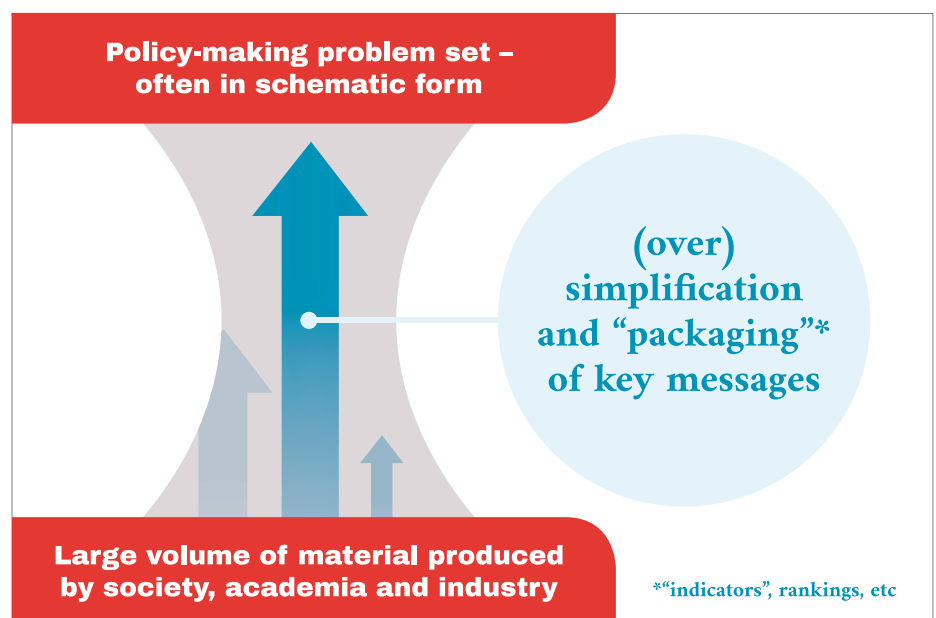 Policy-making problem set –
often in schematic form
(over)
simplification
and “packaging”*
of key messages
Large volume of material produced
by society, academia and industry
*“indicators”, rankings, etc